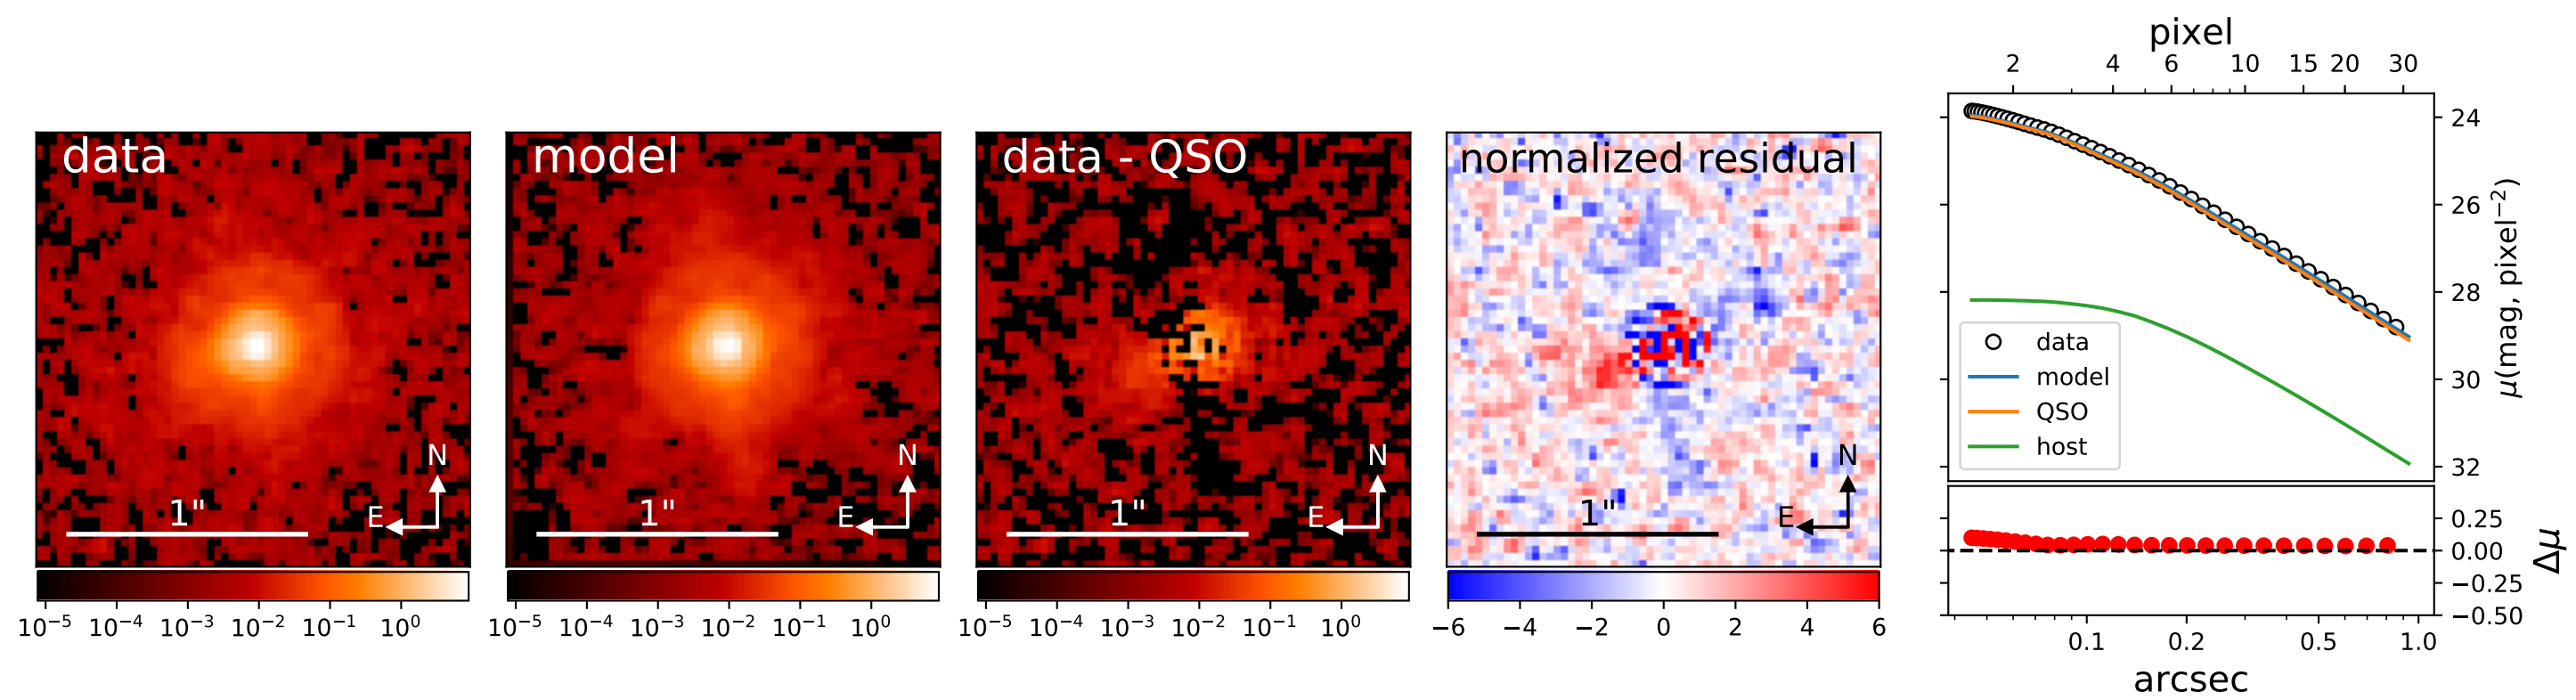 data
1"
N
E
10⁻⁵ 10⁻⁴ 10⁻³ 10⁻² 10⁻¹ 10⁰
model
1"
N
E
10⁻⁵ 10⁻⁴ 10⁻³ 10⁻² 10⁻¹ 10⁰
data - QSO
1"
N
E
10⁻⁵ 10⁻⁴ 10⁻³ 10⁻² 10⁻¹ 10⁰
normalized residual
1"
N
E
−6 −4 −2 0 2 4 6
pixel
2 4 6 10 15 20 30
24
26
28
30
32
μ(mag, pixel⁻²)
data
model
QSO
host
0.25
0.00
−0.25
−0.50
Δμ
0.1 0.2 0.5 1.0
arcsec